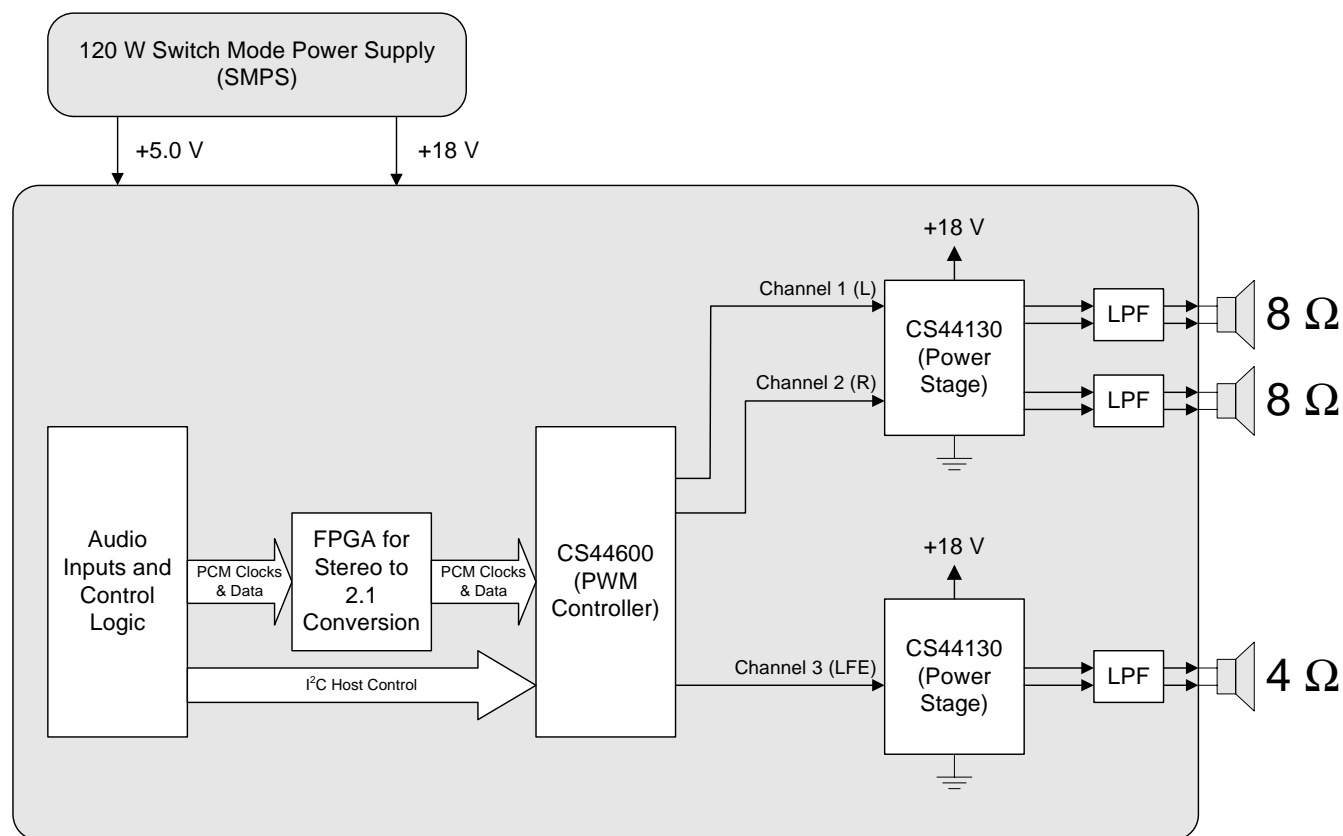 120 W Switch Mode Power Supply
(SMPS)
+5.0 V
+18 V
+18 V
Channel 1 (L)
CS44130
(Power
Stage)
LPF
8 Ω
Channel 2 (R)
LPF
8 Ω
Audio
Inputs and
Control
Logic
PCM Clocks
& Data
FPGA for
Stereo to
2.1
Conversion
PCM Clocks
& Data
CS44600
(PWM
Controller)
I²C Host Control
+18 V
Channel 3 (LFE)
CS44130
(Power
Stage)
LPF
4 Ω